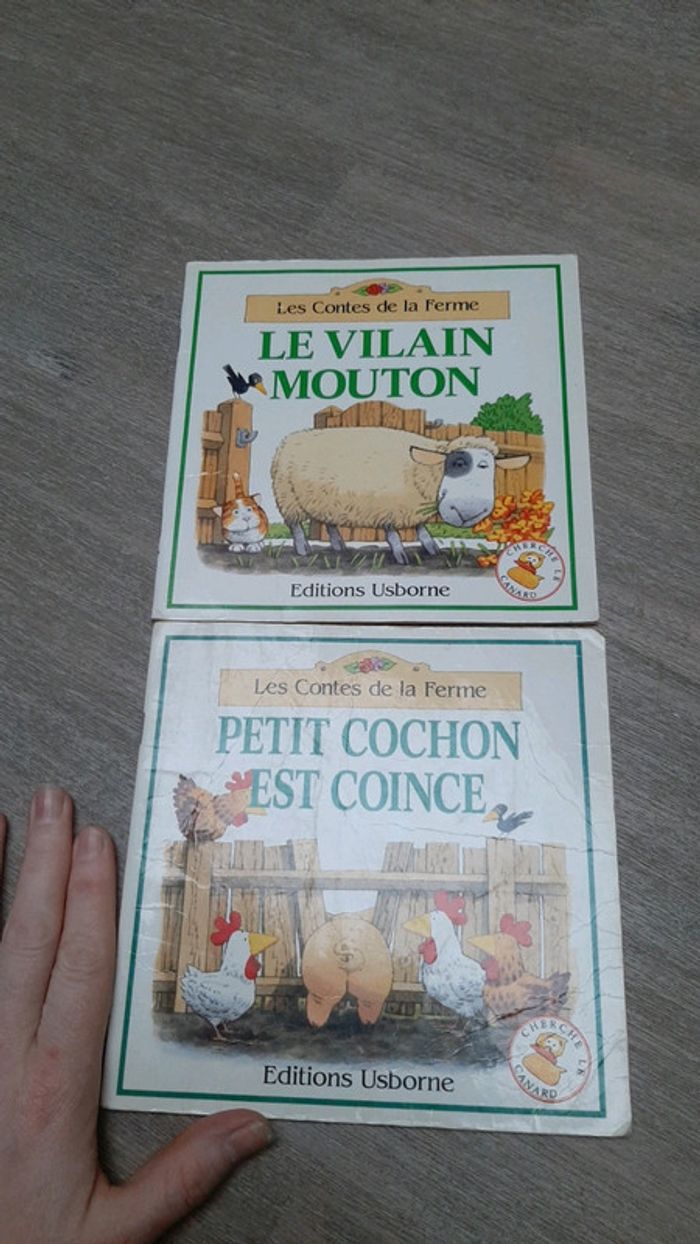 Les Contes de la Ferme
LE VILAIN
MOUTON
CHERCHE LE
CANARD
Editions Usborne
Les Contes de la Ferme
PETIT COCHON
EST COINCE
CHERCHE LE
CANARD
Editions Usborne